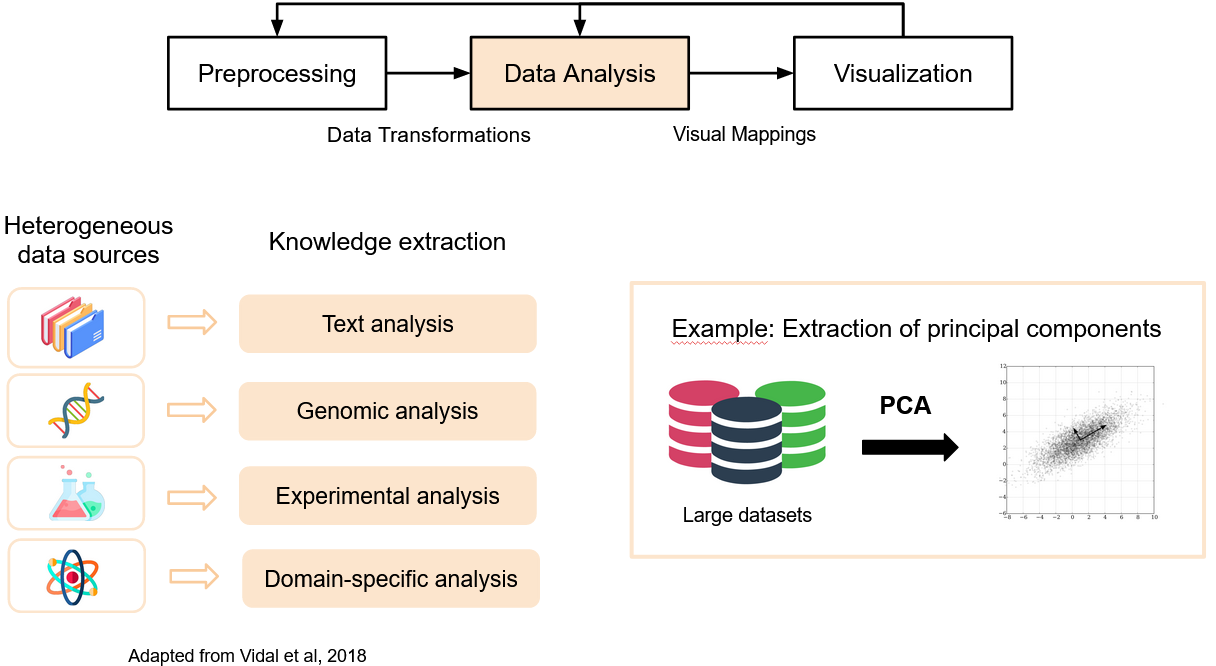 Preprocessing
Data Analysis
Visualization
Data Transformations
Visual Mappings
Heterogeneous
data sources
Knowledge extraction
Text analysis
Genomic analysis
Experimental analysis
Domain-specific analysis
Adapted from Vidal et al, 2018
Example: Extraction of principal components
Large datasets
PCA
12
10
8
6
4
2
0
−2
−4
−6
−8 −6 −4 −2 0 2 4 6 8 10